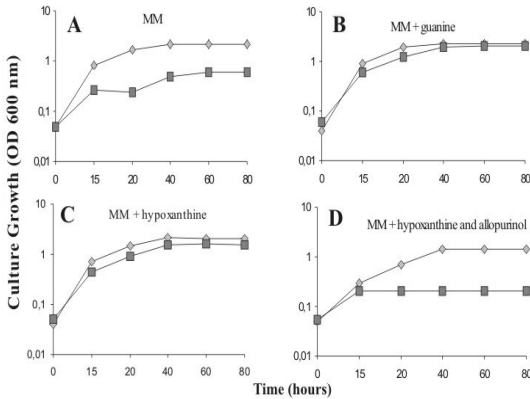 Culture Growth (OD 600 nm)
A MM
10
1
0,1
0,01
0 15 20 40 60 80
B MM + guanine
10
1
0,1
0,01
0 15 20 40 60 80
C MM + hypoxanthine
10
1
0,1
0,01
0 15 20 40 60 80
D MM + hypoxanthine and allopurinol
10
1
0,1
0,01
0 15 20 40 60 80
Time (hours)